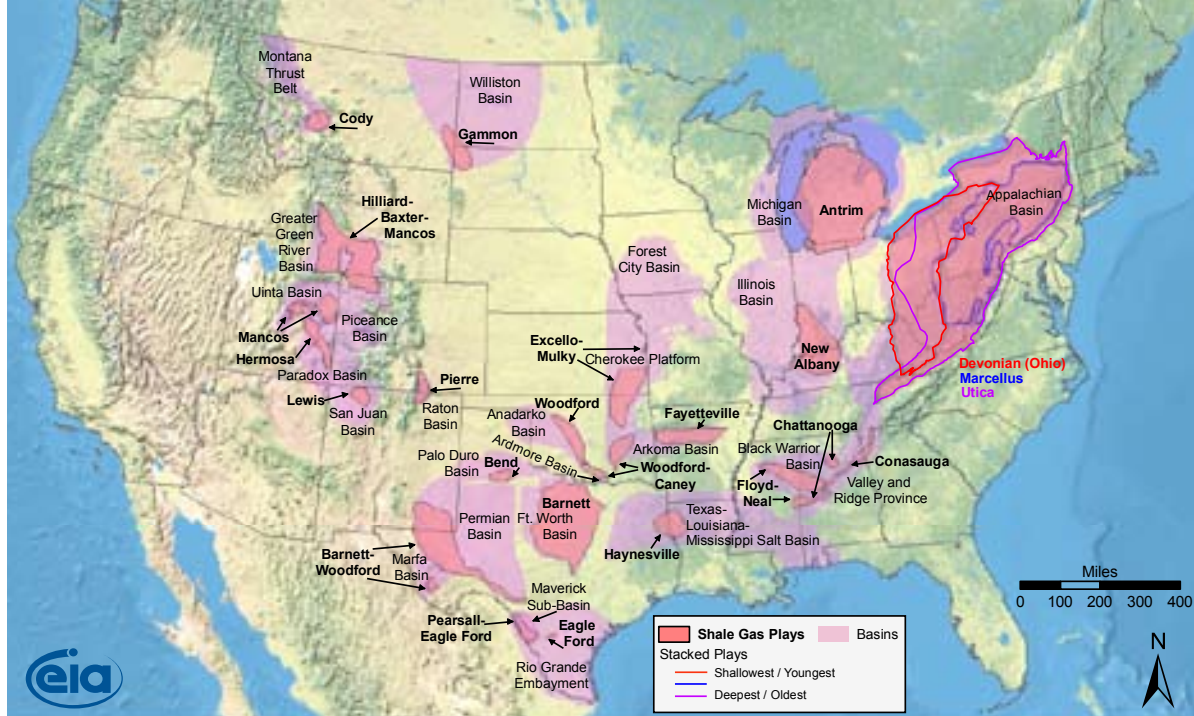 Montana
Thrust
Belt
Cody
Williston
Basin
Gammon
Hilliard-
Baxter-
Mancos
Greater
Green
River
Basin
Michigan
Basin
Antrim
Appalachian
Basin
Forest
City Basin
Illinois
Basin
Uinta Basin
Mancos
Piceance
Basin
Hermosa
Paradox Basin
Lewis
San Juan
Basin
Pierre
Raton
Basin
Excello-
Mulky
Cherokee Platform
New
Albany
Devonian (Ohio)
Marcellus
Utica
Woodford
Anadarko
Basin
Fayetteville
Chattanooga
Ardmore Basin
Arkoma Basin
Black Warrior
Basin
Palo Duro
Basin
Bend
Woodford-
Caney
Conasauga
Floyd-
Neal
Valley and
Ridge Province
Barnett
Permian
Basin
Ft. Worth
Basin
Texas-
Louisiana-
Mississippi Salt Basin
Haynesville
Barnett-
Woodford
Marfa
Basin
Maverick
Sub-Basin
Pearsall-
Eagle Ford
Eagle
Ford
Rio Grande
Embayment
Miles
0 100 200 300 400
N
Shale Gas Plays
Basins
Stacked Plays
Shallowest / Youngest
Deepest / Oldest
eia